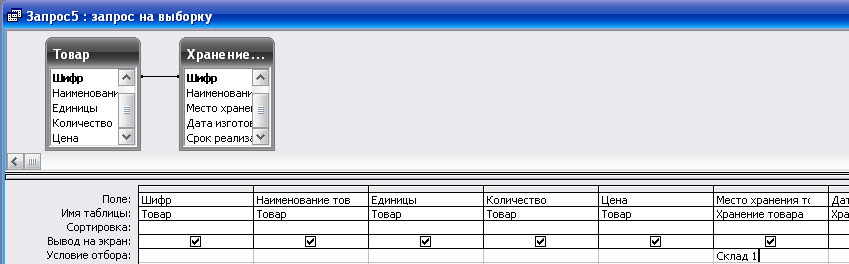 Запрос5 : запрос на выборку
Товар Хранение...
Шифр Шифр
Наименовани Наименовани
Единицы Место хране
Количество Дата изготов
Цена Срок реализа
Поле: Шифр Наименование тов Единицы Количество Цена Место хранения то Дат
Имя таблицы: Товар Товар Товар Товар Товар Хранение товара Хра
Сортировка:
Вывод на экран:
Условие отбора: Склад 1